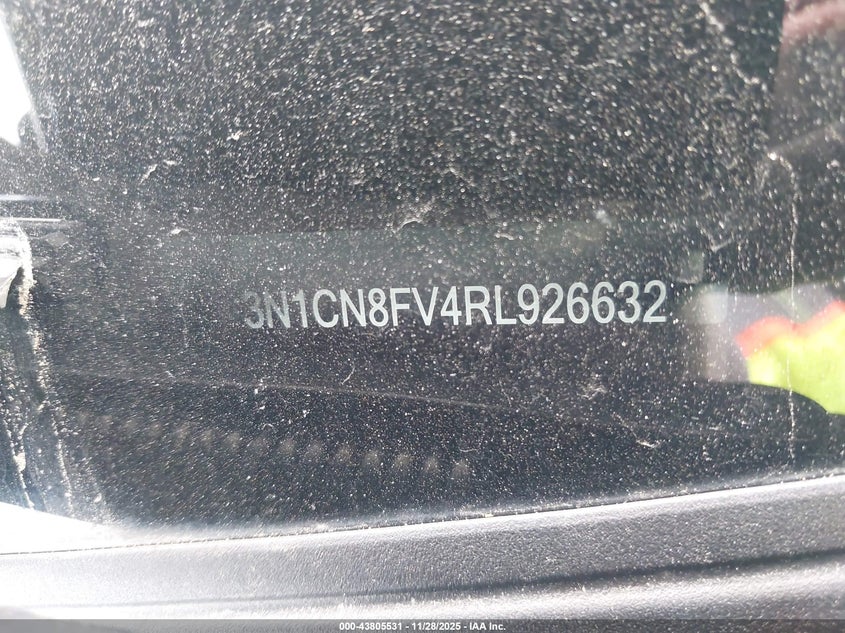 3N1CN8FV4RL926632
000-43805531 - 11/28/2025 - IAA Inc.